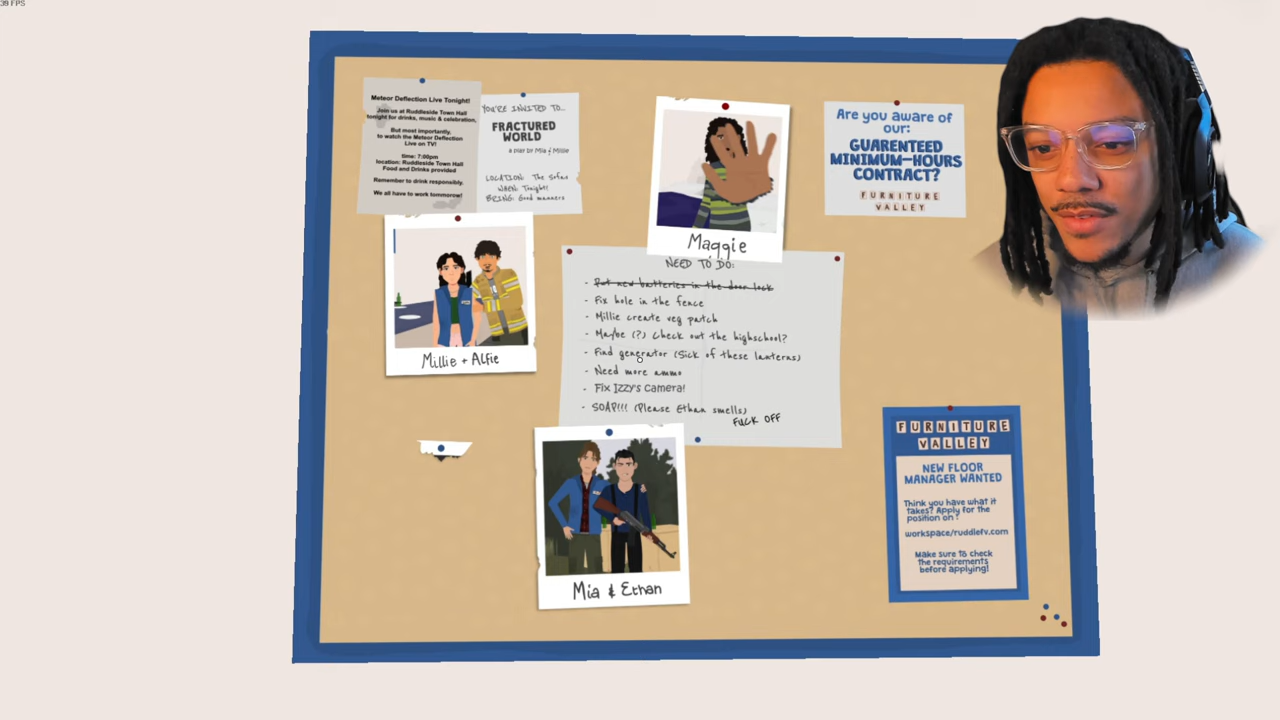 39 FPS
Meteor Deflection Live Tonight!
Join us at Ruddleside Town Hall
tonight for drinks, music & celebration.
But most importantly,
to watch the Meteor Deflection
Live on TV!
time: 7:00pm
location: Ruddleside Town Hall
Food and Drinks provided
Remember to drink responsibly.
We all have to work tommorow!
YOU'RE INVITED TO...
FRACTURED
WORLD
a play by Mia & Millie
LOCATION: The Sofas
WHEN: Tonight!!
BRING: Good manners
Maggie
Are you aware of
our:
GUARENTEED
MINIMUM-HOURS
CONTRACT?
FURNITURE
VALLEY
Millie + Alfie
NEED TO DO:
- Put new batteries in the door lock
- Fix hole in the fence
- Millie create veg patch
- Maybe (?) Check out the highschool?
- Find generator (Sick of these lanterns)
- Need more ammo
- Fix Izzy's camera!
- SOAP!!! (Please Ethan smells)
FUCK OFF
Mia & Ethan
FURNITURE
VALLEY
NEW FLOOR
MANAGER WANTED
Think you have what it
takes? Apply for the
position on:
workspace/ruddlefv.com
Make sure to check
the requirements
before applying!